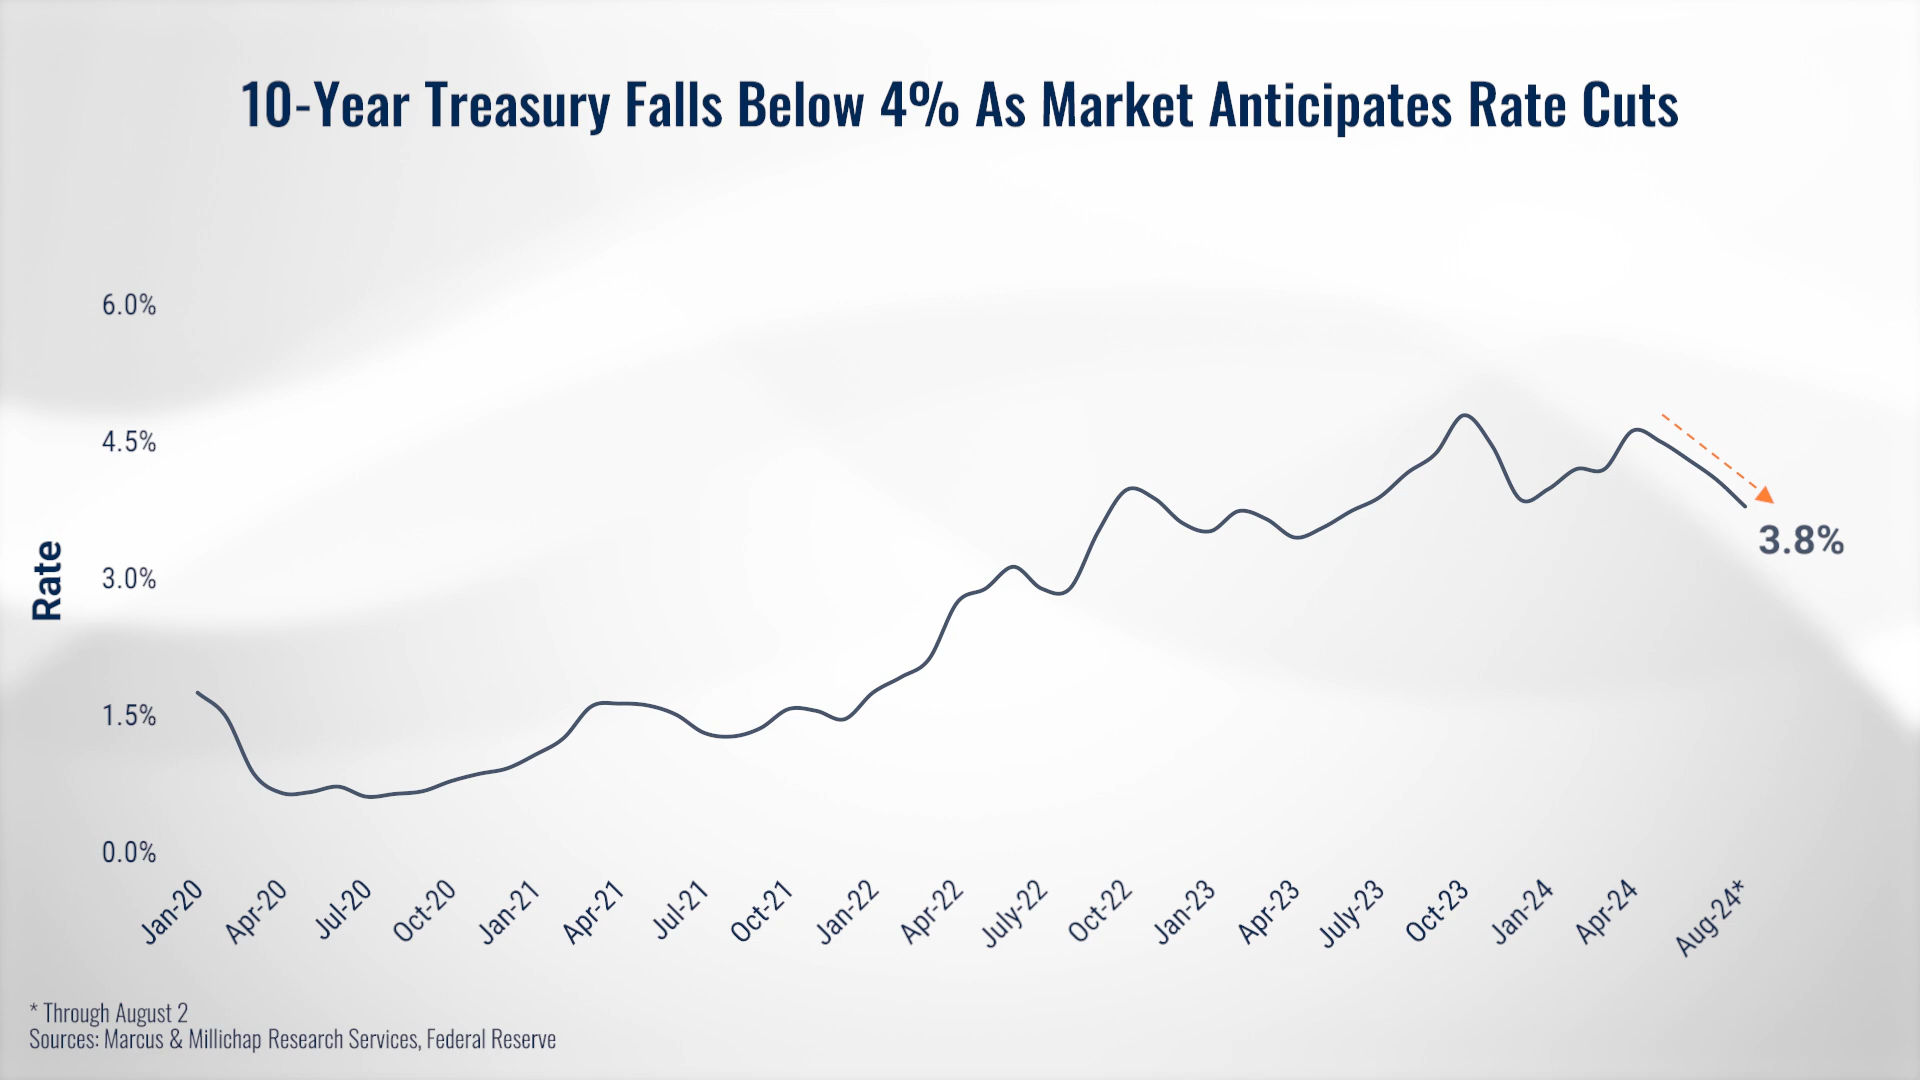 10-Year Treasury Falls Below 4% As Market Anticipates Rate Cuts
6.0%
4.5%
3.0%
1.5%
0.0%
Rate
3.8%
Jan-20
Apr-20
Jul-20
Oct-20
Jan-21
Apr-21
Jul-21
Oct-21
Jan-22
Apr-22
July-22
Oct-22
Jan-23
Apr-23
July-23
Oct-23
Jan-24
Apr-24
Aug-24*
* Through August 2
Sources: Marcus & Millichap Research Services, Federal Reserve